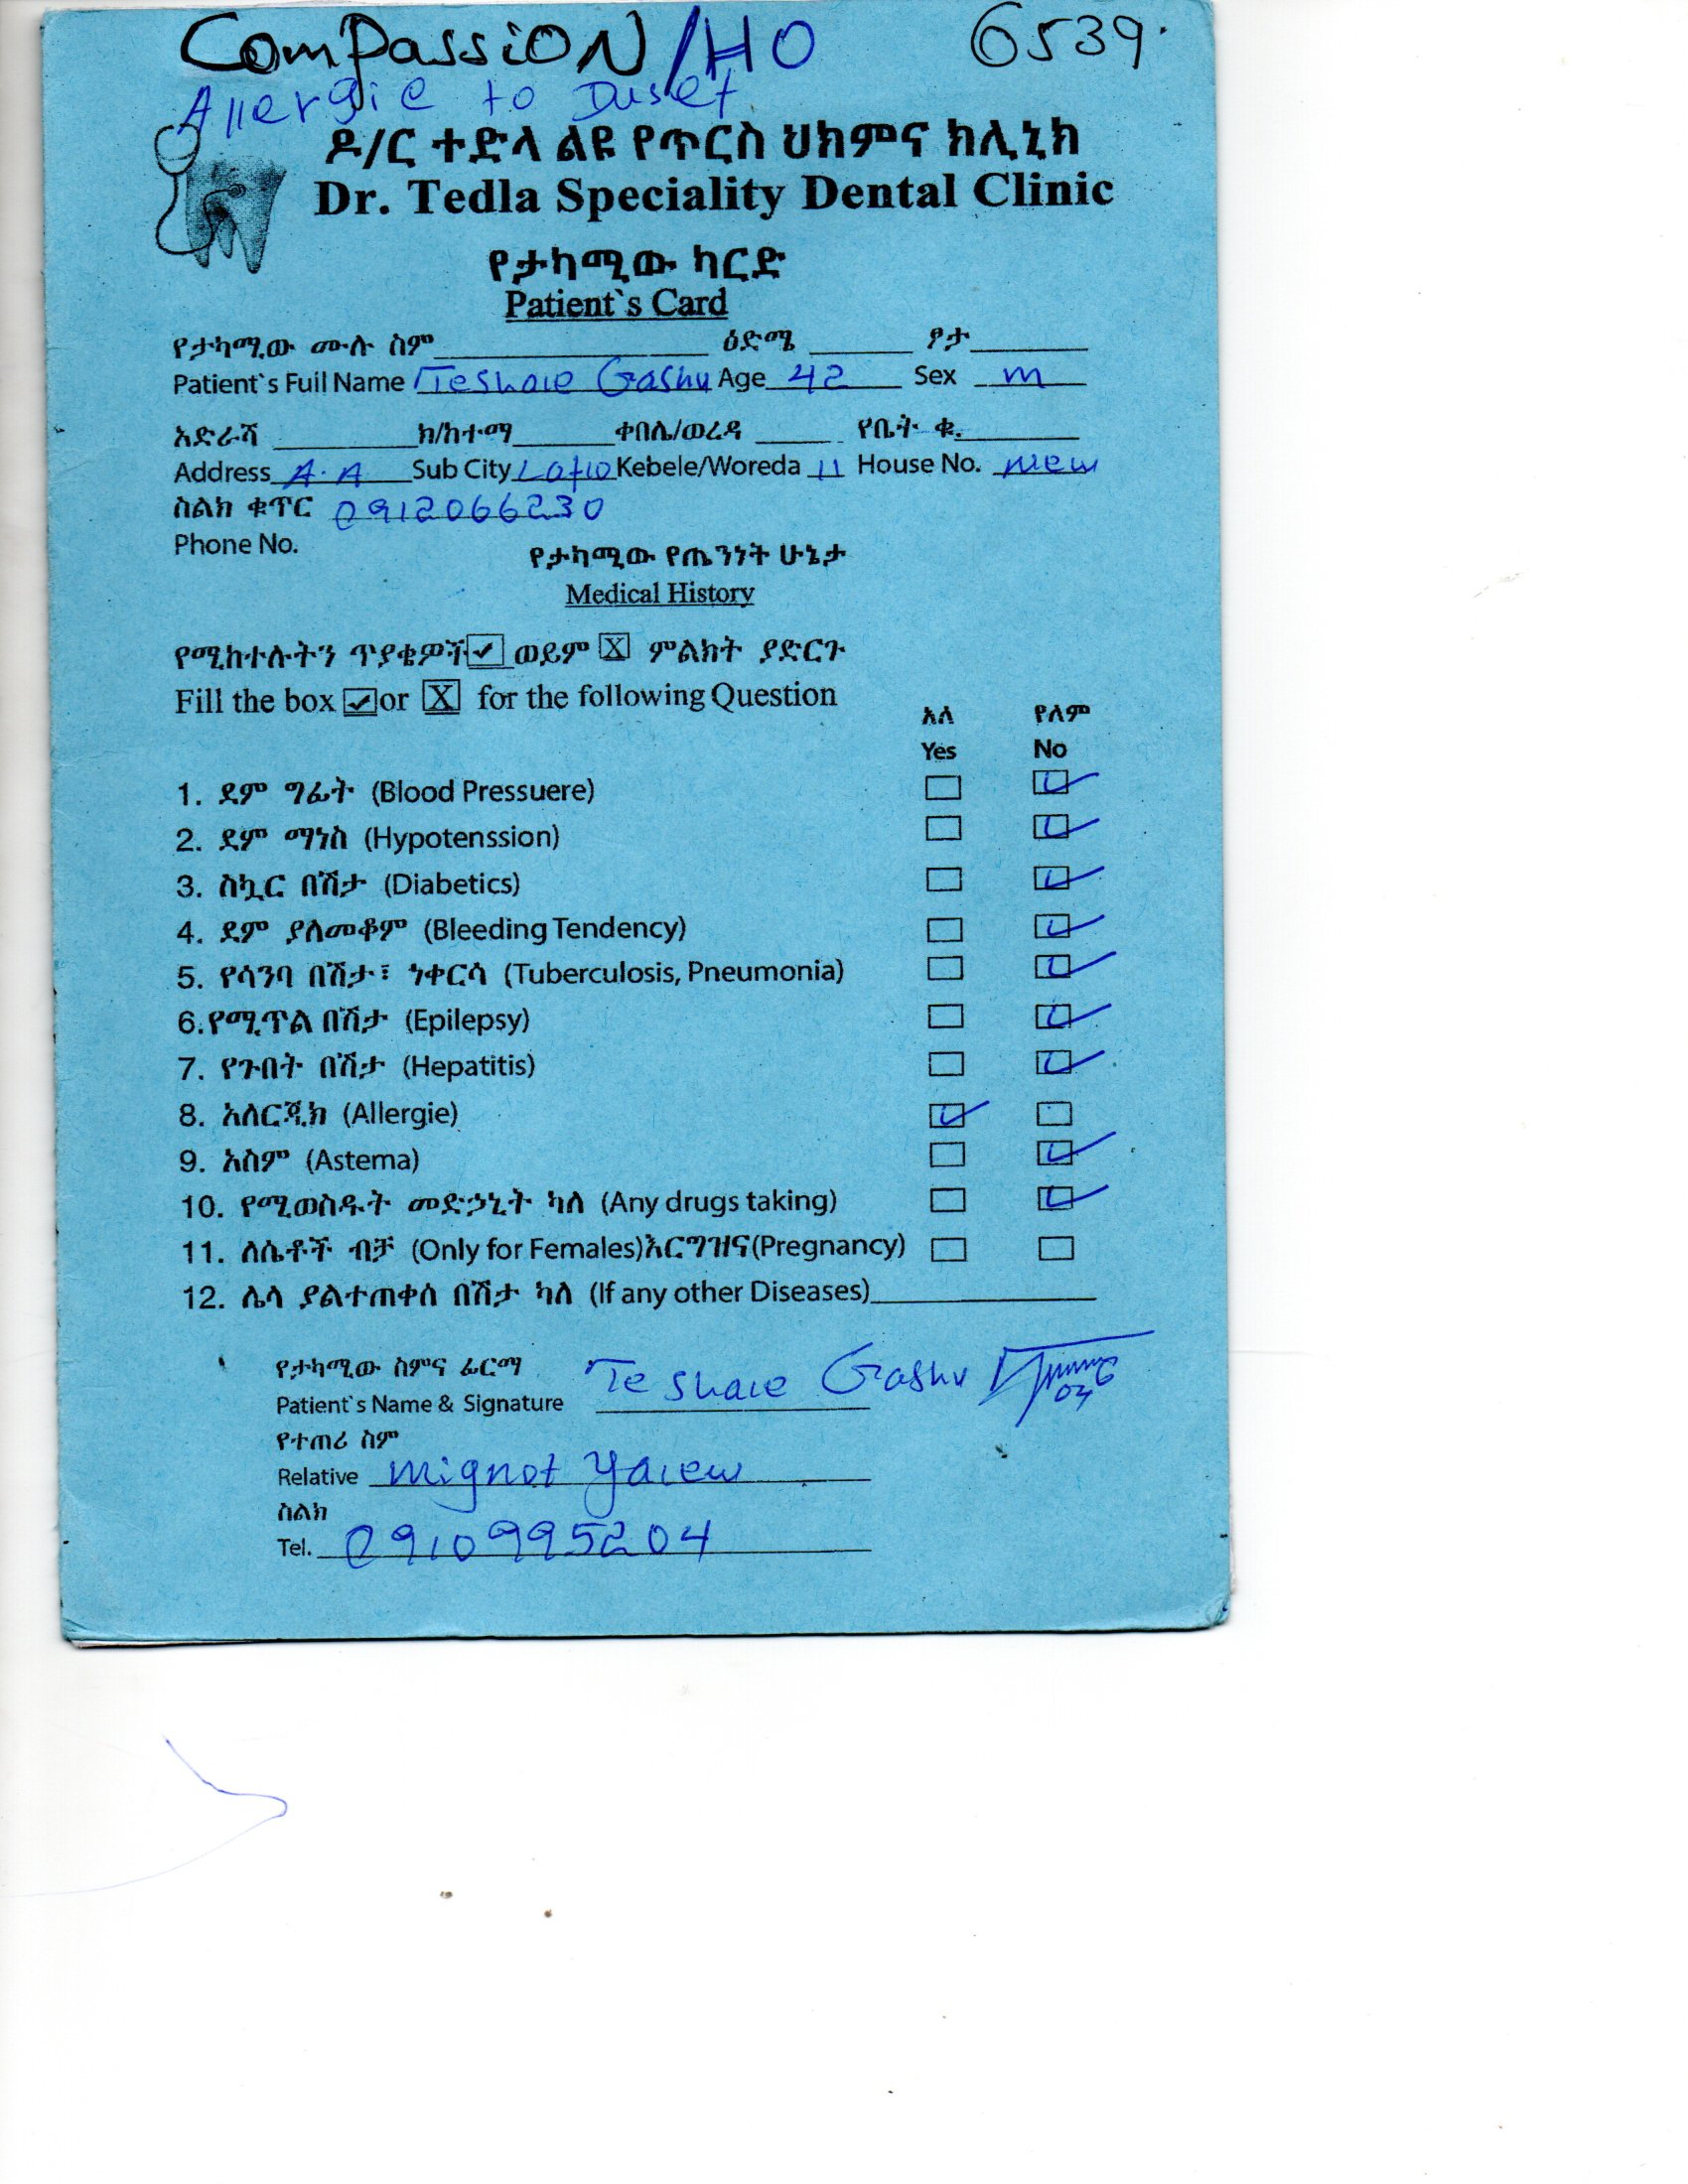 Compassion/HO 6539.
Allergie to Duset
ዶ/ር ተድላ ልዩ የጥርስ ህክምና ክሊኒክ
Dr. Tedla Speciality Dental Clinic
የታካሚው ካርድ
Patient`s Card
የታካሚው ሙሉ ስም ዕድሜ ፆታ
Patient`s Full Name Teshale Gashu Age 42 Sex m
አድራሻ ክ/ከተማ ቀበሌ/ወረዳ የቤት ቁ.
Address A.A Sub City Kebele/Woreda 11 House No. new
ስልክ ቁጥር 0912066230
Phone No.
የታካሚው የጤንነት ሁኔታ
Medical History
የሚከተሉትን ጥያቄዎች ✓ ወይም X ምልክት ያድርጉ
Fill the box ✓ or X for the following Question
አለ የለም
Yes No
1. ደም ግፊት (Blood Pressuere) ☐ ☑
2. ደም ማነስ (Hypotenssion) ☐ ☑
3. ስኳር በሽታ (Diabetics) ☐ ☑
4. ደም ያለመቆም (Bleeding Tendency) ☐ ☑
5. የሳንባ በሽታ፣ ነቀርሳ (Tuberculosis, Pneumonia) ☐ ☑
6.የሚጥል በሽታ (Epilepsy) ☐ ☑
7. የጉበት በሽታ (Hepatitis) ☐ ☑
8. አለርጂክ (Allergie) ☑ ☐
9. አስም (Astema) ☐ ☑
10. የሚወስዱት መድኃኒት ካለ (Any drugs taking) ☐ ☑
11. ለሴቶች ብቻ (Only for Females)እርግዝና(Pregnancy) ☐ ☐
12. ሌላ ያልተጠቀሰ በሽታ ካለ (If any other Diseases)
የታካሚው ስምና ፊርማ
Patient`s Name & Signature Teshale Gashu
የተጠሪ ስም
Relative mignot yalew
ስልክ
Tel. 0910995204